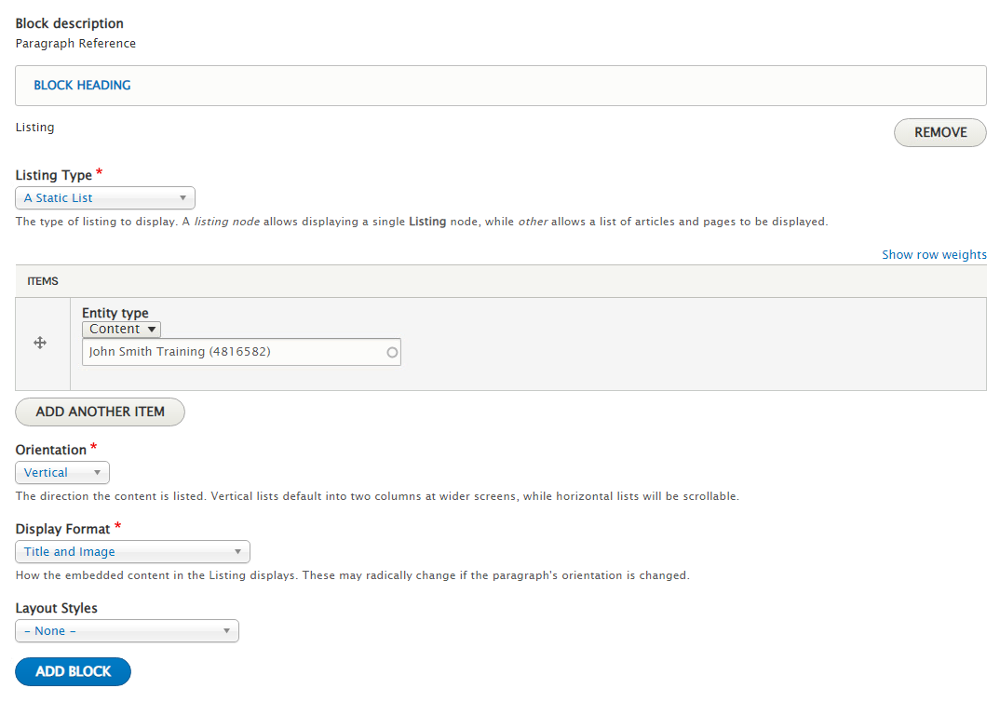 Block description
Paragraph Reference
BLOCK HEADING
Listing
REMOVE
Listing Type *
A Static List
The type of listing to display. A listing node allows displaying a single Listing node, while other allows a list of articles and pages to be displayed.
Show row weights
ITEMS
Entity type
Content
John Smith Training (4816582)
ADD ANOTHER ITEM
Orientation *
Vertical
The direction the content is listed. Vertical lists default into two columns at wider screens, while horizontal lists will be scrollable.
Display Format *
Title and Image
How the embedded content in the Listing displays. These may radically change if the paragraph's orientation is changed.
Layout Styles
– None –
ADD BLOCK